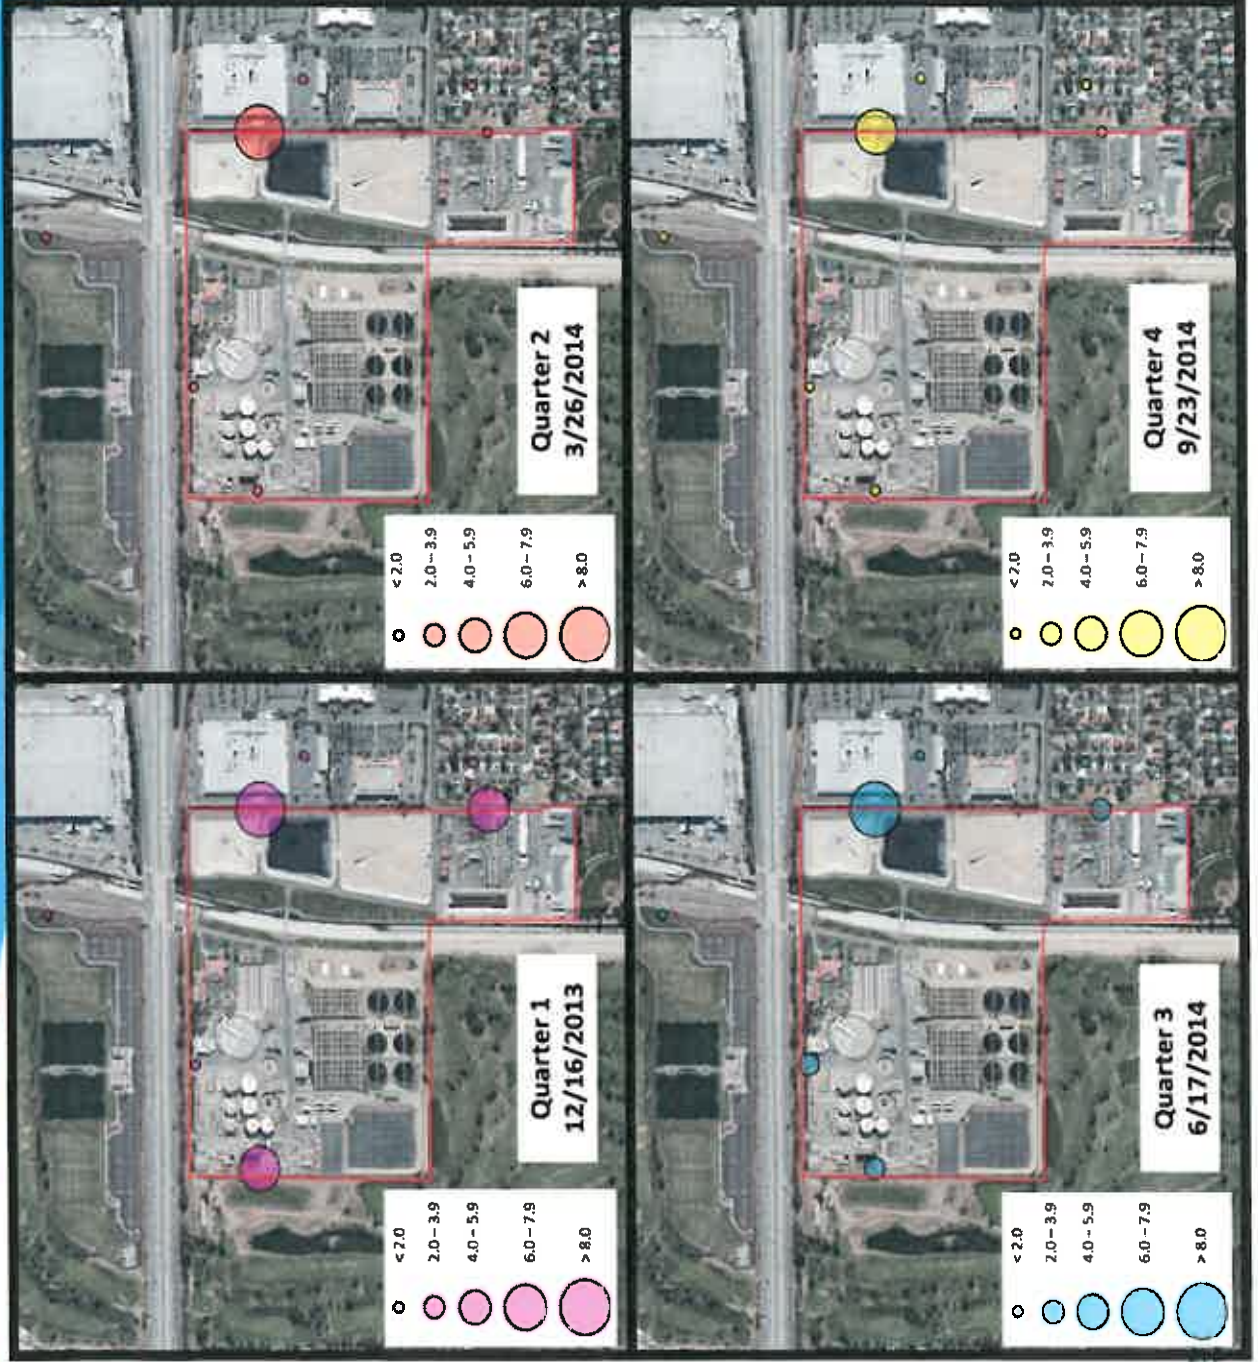 Quarter 1
12/16/2013
< 2.0
2.0 – 3.9
4.0 – 5.9
6.0 – 7.9
> 8.0
Quarter 2
3/26/2014
< 2.0
2.0 – 3.9
4.0 – 5.9
6.0 – 7.9
> 8.0
Quarter 3
6/17/2014
< 2.0
2.0 – 3.9
4.0 – 5.9
6.0 – 7.9
> 8.0
Quarter 4
9/23/2014
< 2.0
2.0 – 3.9
4.0 – 5.9
6.0 – 7.9
> 8.0